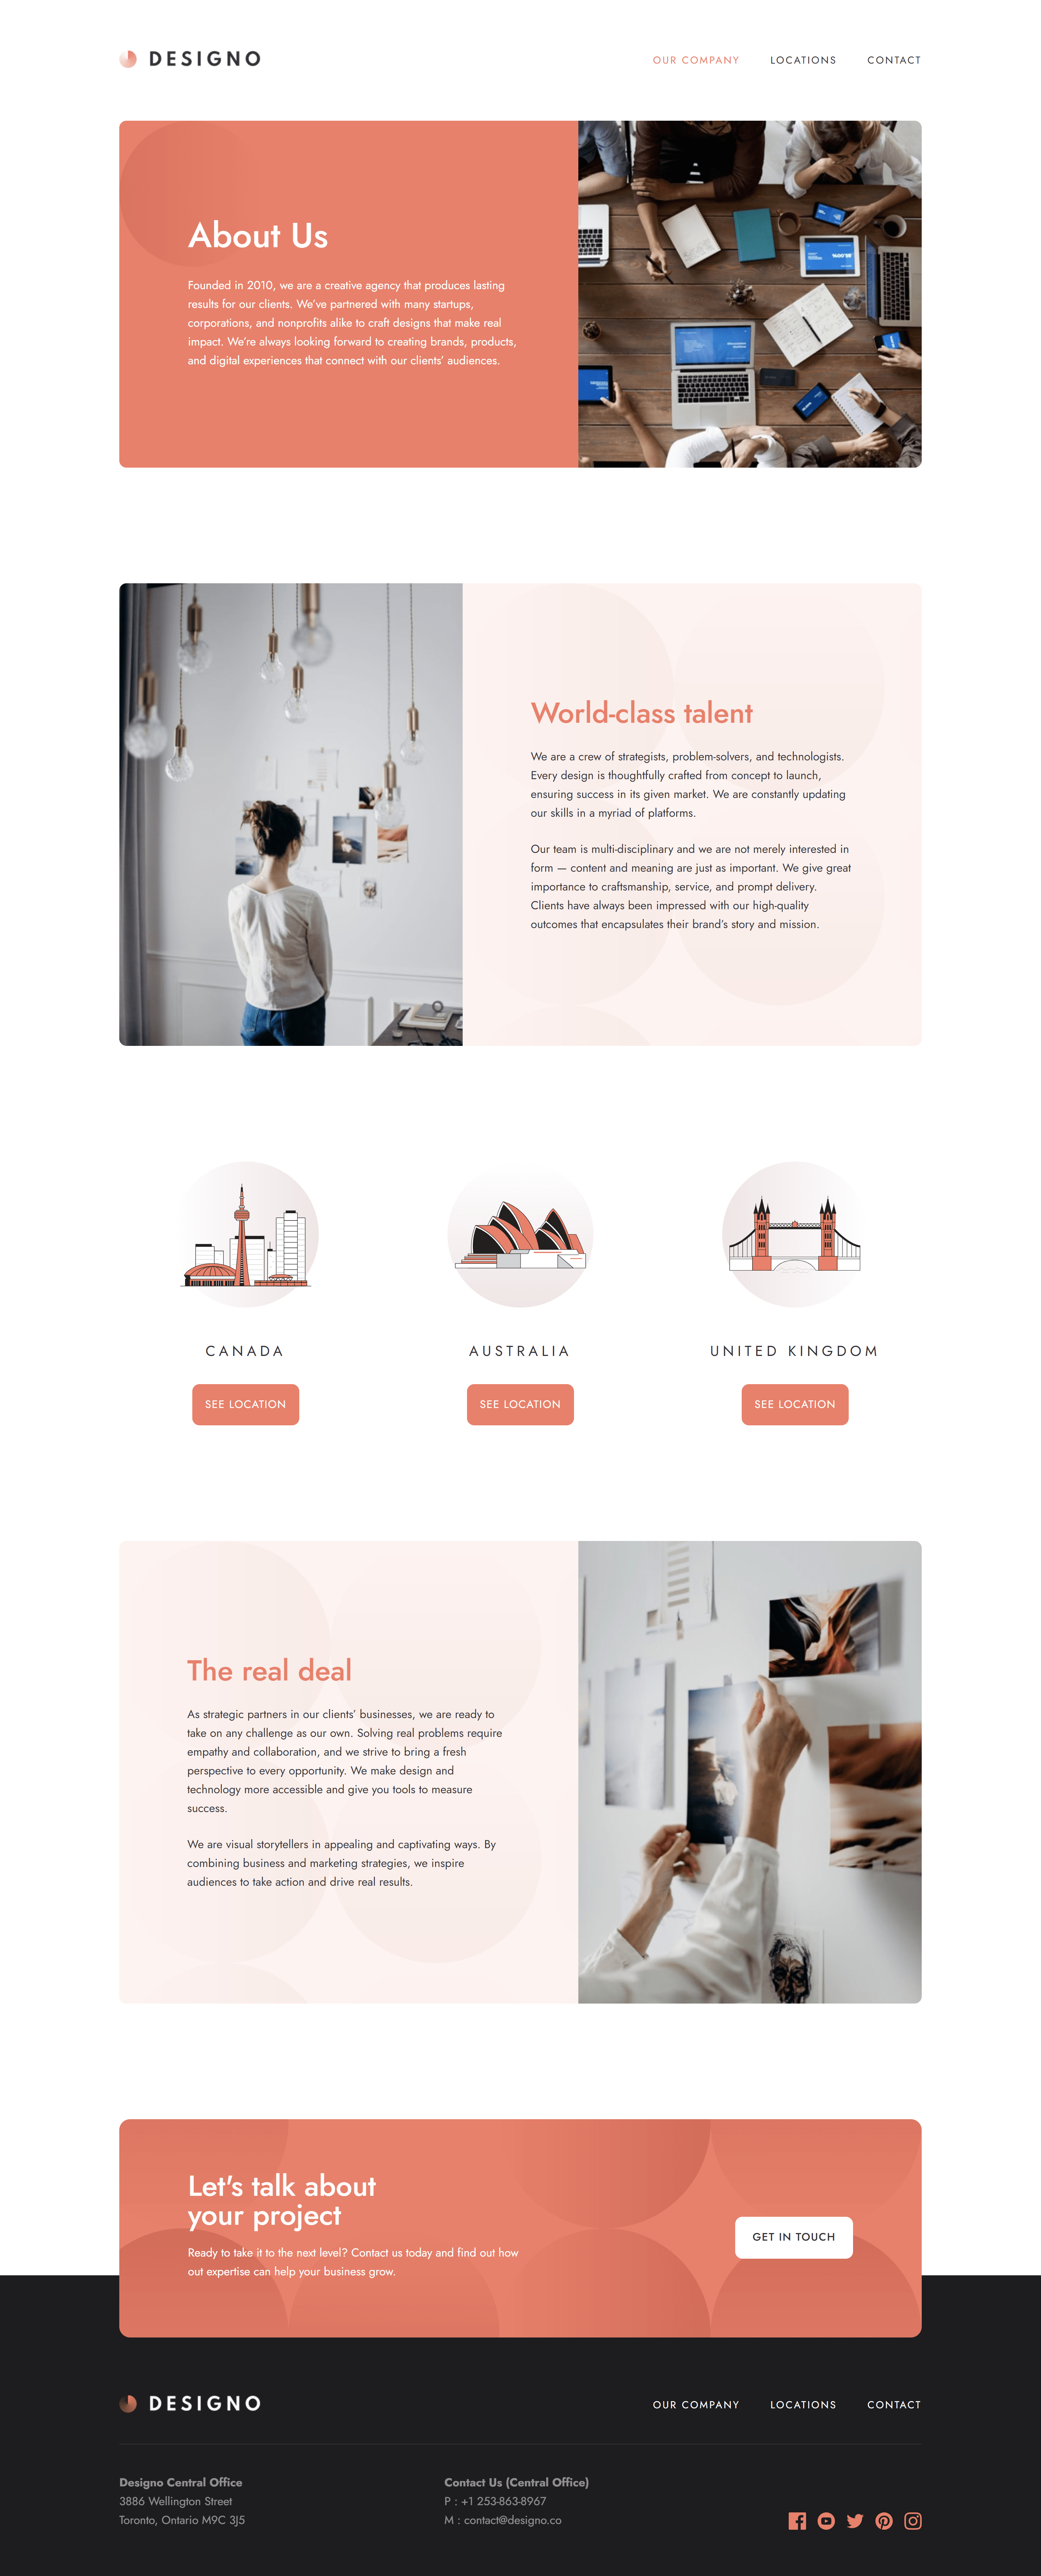 DESIGNO
OUR COMPANY LOCATIONS CONTACT
About Us
Founded in 2010, we are a creative agency that produces lasting
results for our clients. We’ve partnered with many startups,
corporations, and nonprofits alike to craft designs that make real
impact. We’re always looking forward to creating brands, products,
and digital experiences that connect with our clients’ audiences.
World-class talent
We are a crew of strategists, problem-solvers, and technologists.
Every design is thoughtfully crafted from concept to launch,
ensuring success in its given market. We are constantly updating
our skills in a myriad of platforms.
Our team is multi-disciplinary and we are not merely interested in
form — content and meaning are just as important. We give great
importance to craftsmanship, service, and prompt delivery.
Clients have always been impressed with our high-quality
outcomes that encapsulates their brand’s story and mission.
CANADA
SEE LOCATION
AUSTRALIA
SEE LOCATION
UNITED KINGDOM
SEE LOCATION
The real deal
As strategic partners in our clients’ businesses, we are ready to
take on any challenge as our own. Solving real problems require
empathy and collaboration, and we strive to bring a fresh
perspective to every opportunity. We make design and
technology more accessible and give you tools to measure
success.
We are visual storytellers in appealing and captivating ways. By
combining business and marketing strategies, we inspire
audiences to take action and drive real results.
Let's talk about
your project
Ready to take it to the next level? Contact us today and find out how
out expertise can help your business grow.
GET IN TOUCH
DESIGNO
OUR COMPANY LOCATIONS CONTACT
Designo Central Office
3886 Wellington Street
Toronto, Ontario M9C 3J5
Contact Us (Central Office)
P : +1 253-863-8967
M : contact@designo.co